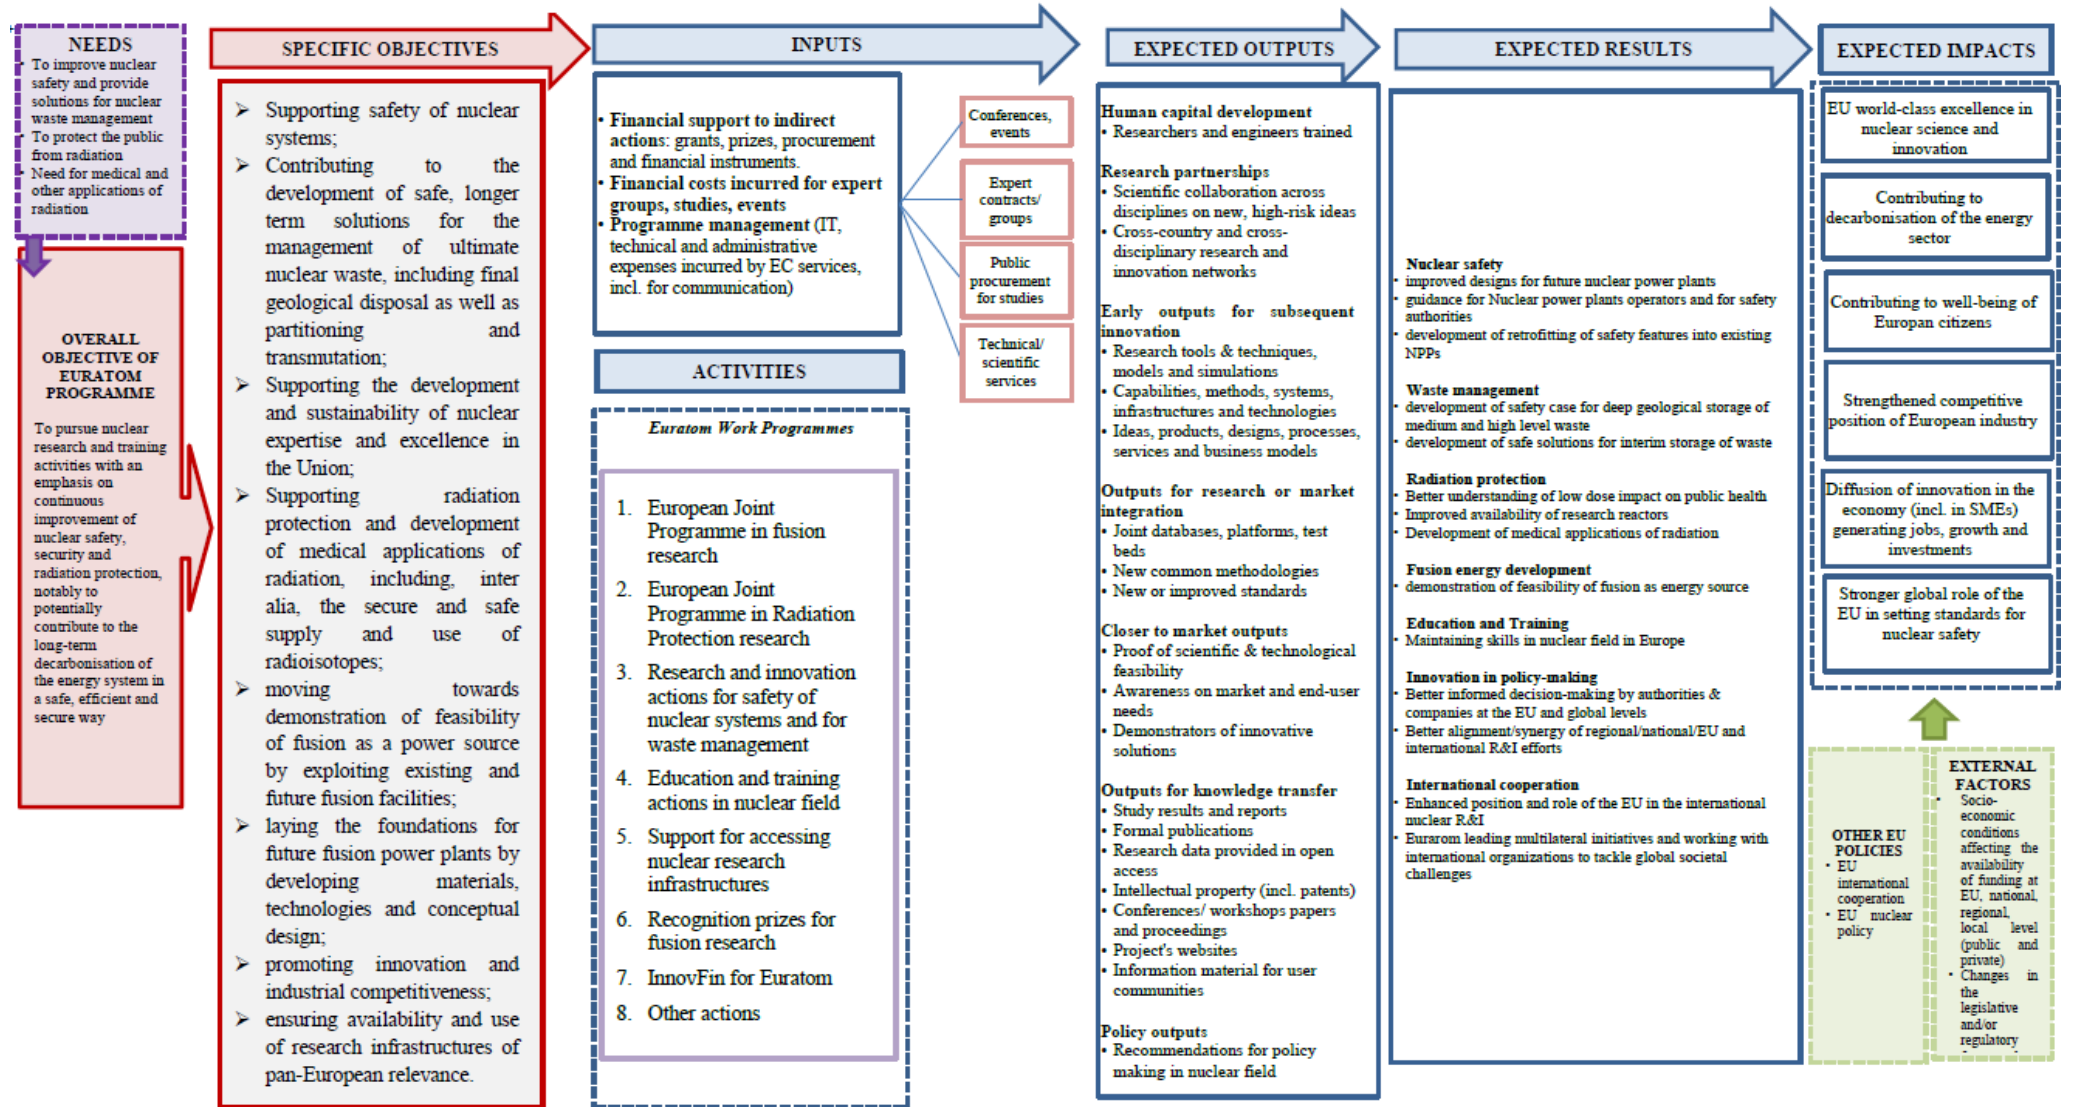 NEEDS
• To improve nuclear
safety and provide
solutions for nuclear
waste management
• To protect the public
from radiation
• Need for medical and
other applications of
radiation
OVERALL
OBJECTIVE OF
EURATOM
PROGRAMME
To pursue nuclear
research and training
activities with an
emphasis on
continuous
improvement of
nuclear safety,
security and
radiation protection,
notably to
potentially
contribute to the
long-term
decarbonisation of
the energy system in
a safe, efficient and
secure way
SPECIFIC OBJECTIVES
➢ Supporting safety of nuclear
systems;
➢ Contributing to the
development of safe, longer
term solutions for the
management of ultimate
nuclear waste, including final
geological disposal as well as
partitioning and
transmutation;
➢ Supporting the development
and sustainability of nuclear
expertise and excellence in
the Union;
➢ Supporting radiation
protection and development
of medical applications of
radiation, including, inter
alia, the secure and safe
supply and use of
radioisotopes;
➢ moving towards
demonstration of feasibility
of fusion as a power source
by exploiting existing and
future fusion facilities;
➢ laying the foundations for
future fusion power plants by
developing materials,
technologies and conceptual
design;
➢ promoting innovation and
industrial competitiveness;
➢ ensuring availability and use
of research infrastructures of
pan-European relevance.
INPUTS
• Financial support to indirect
actions: grants, prizes, procurement
and financial instruments.
• Financial costs incurred for expert
groups, studies, events
• Programme management (IT,
technical and administrative
expenses incurred by EC services,
incl. for communication)
Conferences,
events
Expert
contracts/
groups
Public
procurement
for studies
Technical/
scientific
services
ACTIVITIES
Euratom Work Programmes
1. European Joint
Programme in fusion
research
2. European Joint
Programme in Radiation
Protection research
3. Research and innovation
actions for safety of
nuclear systems and for
waste management
4. Education and training
actions in nuclear field
5. Support for accessing
nuclear research
infrastructures
6. Recognition prizes for
fusion research
7. InnovFin for Euratom
8. Other actions
EXPECTED OUTPUTS
Human capital development
• Researchers and engineers trained
Research partnerships
• Scientific collaboration across
disciplines on new, high-risk ideas
• Cross-country and cross-
disciplinary research and
innovation networks
Early outputs for subsequent
innovation
• Research tools & techniques,
models and simulations
• Capabilities, methods, systems,
infrastructures and technologies
• Ideas, products, designs, processes,
services and business models
Outputs for research or market
integration
• Joint databases, platforms, test
beds
• New common methodologies
• New or improved standards
Closer to market outputs
• Proof of scientific & technological
feasibility
• Awareness on market and end-user
needs
• Demonstrators of innovative
solutions
Outputs for knowledge transfer
• Study results and reports
• Formal publications
• Research data provided in open
access
• Intellectual property (incl. patents)
• Conferences/ workshops papers
and proceedings
• Project's websites
• Information material for user
communities
Policy outputs
• Recommendations for policy
making in nuclear field
EXPECTED RESULTS
Nuclear safety
• improved designs for future nuclear power plants
• guidance for Nuclear power plants operators and for safety
authorities
• development of retrofitting of safety features into existing
NPPs
Waste management
• development of safety case for deep geological storage of
medium and high level waste
• development of safe solutions for interim storage of waste
Radiation protection
• Better understanding of low dose impact on public health
• Improved availability of research reactors
• Development of medical applications of radiation
Fusion energy development
• demonstration of feasibility of fusion as energy source
Education and Training
• Maintaining skills in nuclear field in Europe
Innovation in policy-making
• Better informed decision-making by authorities &
companies at the EU and global levels
• Better alignment/synergy of regional/national/EU and
international R&I efforts
International cooperation
• Enhanced position and role of the EU in the international
nuclear R&I
• Eurarom leading multilateral initiatives and working with
international organizations to tackle global societal
challenges
EXPECTED IMPACTS
EU world-class excellence in
nuclear science and
innovation
Contributing to
decarbonisation of the energy
sector
Contributing to well-being of
Europan citizens
Strengthened competitive
position of European industry
Diffusion of innovation in the
economy (incl. in SMEs)
generating jobs, growth and
investments
Stronger global role of the
EU in setting standards for
nuclear safety
OTHER EU
POLICIES
• EU
international
cooperation
• EU nuclear
policy
EXTERNAL
FACTORS
• Socio-
economic
conditions
affecting the
availability
of funding at
EU, national,
regional,
local level
(public and
private)
• Changes in
the
legislative
and/or
regulatory